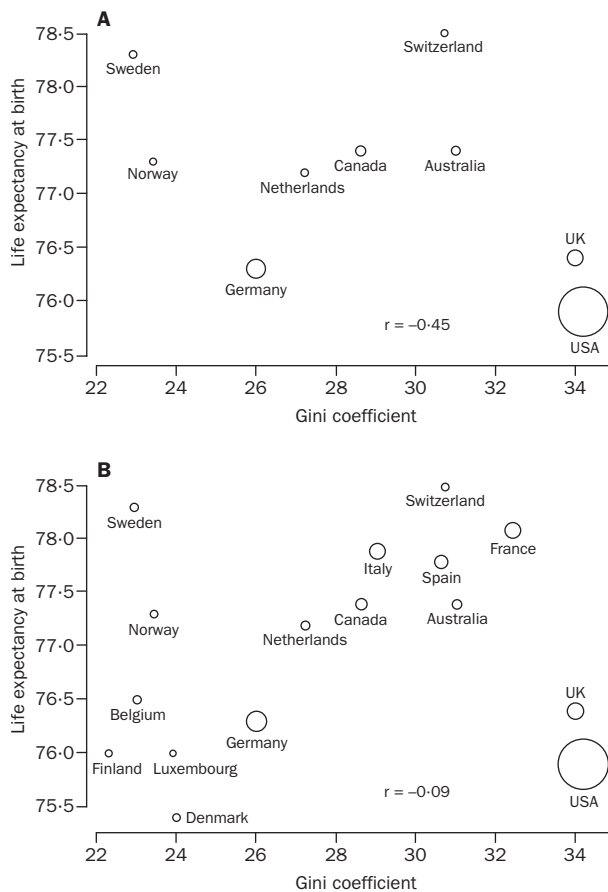 A
78·5
78·0
77·5
77·0
76·5
76·0
75·5
Life expectancy at birth
Switzerland
Sweden
Norway
Netherlands
Canada
Australia
UK
Germany
r = –0·45
USA
22
24
26
28
30
32
34
Gini coefficient
B
78·5
78·0
77·5
77·0
76·5
76·0
75·5
Life expectancy at birth
Switzerland
Sweden
France
Italy
Spain
Norway
Netherlands
Canada
Australia
Belgium
UK
Germany
Finland
Luxembourg
r = –0·09
USA
Denmark
22
24
26
28
30
32
34
Gini coefficient